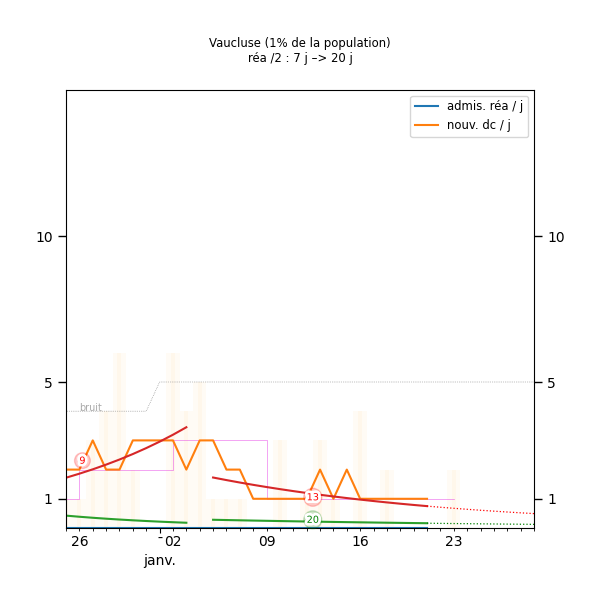 Vaucluse (1% de la population)
réa /2 : 7 j –> 20 j
admis. réa / j
nouv. dc / j
10
10
5
5
bruit
9
1
13
1
20
26
02
09
16
23
janv.